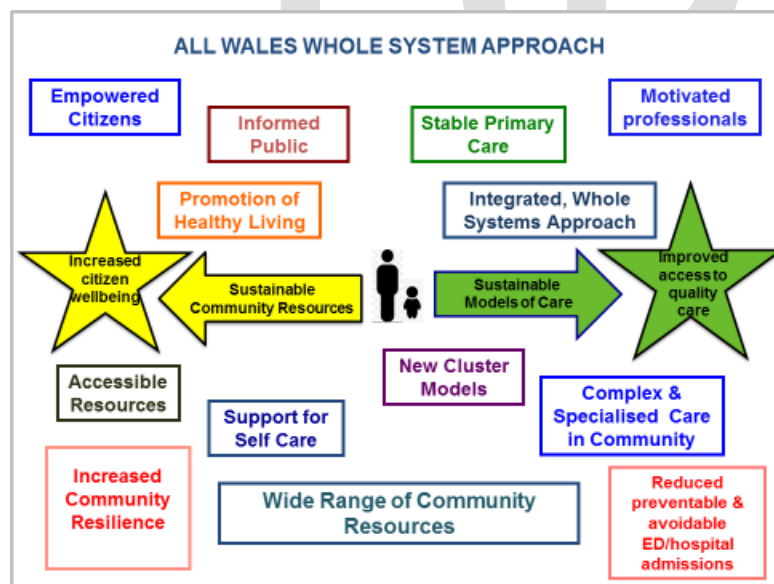 ALL WALES WHOLE SYSTEM APPROACH
Empowered
Citizens
Informed
Public
Stable Primary
Care
Motivated
professionals
Promotion of
Healthy Living
Integrated, Whole
Systems Approach
Increased
citizen
wellbeing
Sustainable
Community Resources
Sustainable
Models of Care
Improved
access to
quality
care
Accessible
Resources
New Cluster
Models
Support for
Self Care
Complex &
Specialised Care
in Community
Increased
Community
Resilience
Wide Range of Community
Resources
Reduced
preventable &
avoidable
ED/hospital
admissions